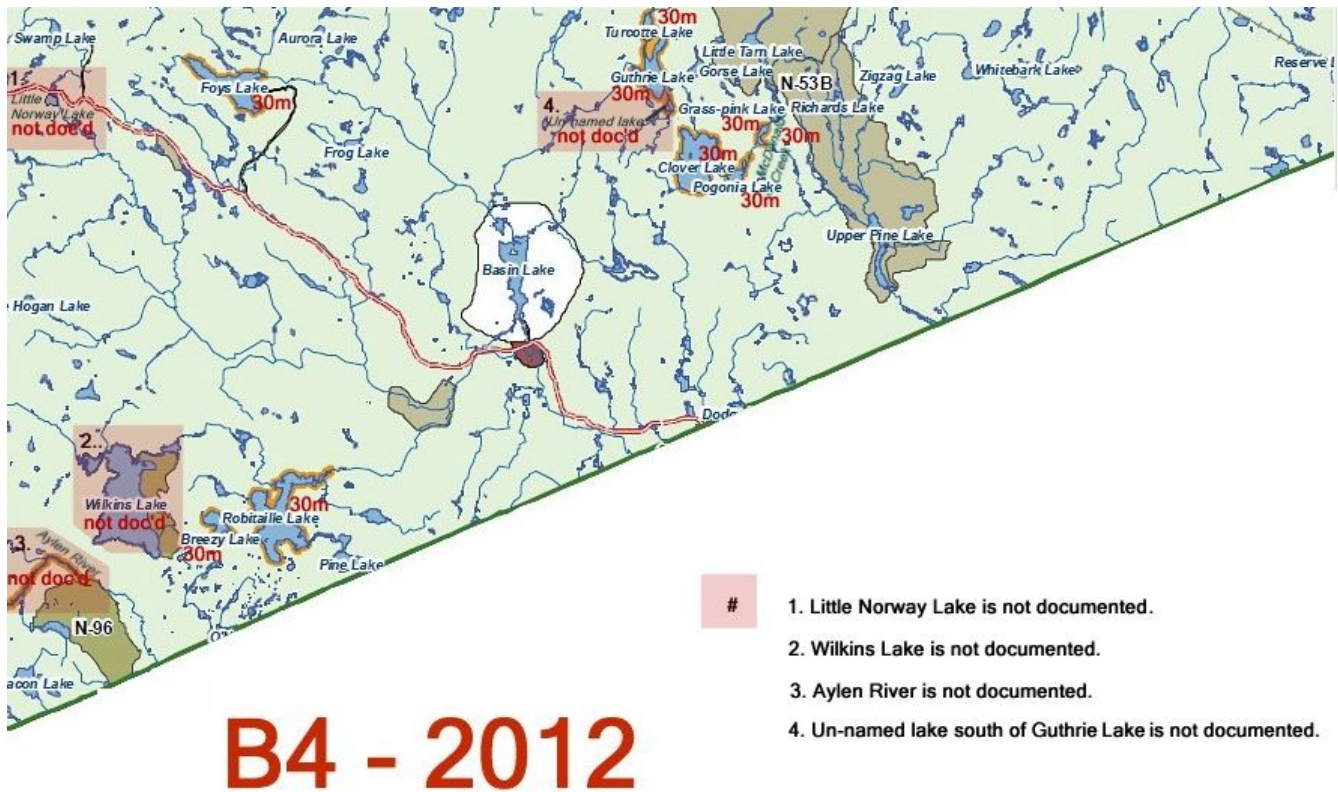 Swamp Lake
Aurora Lake
1.
Little
Norway Lake
not doc'd
Foys Lake
30m
Frog Lake
30m
Turcotte Lake
Little Tarn Lake
Guthrie Lake
Gorse Lake
N-53B
Zigzag Lake
Whitebark Lake
Reserve
30m
4.
Un-named lake
not doc'd
Grass-pink Lake
Richards Lake
30m
30m
30m
Clover Lake
Creek
Pogonia Lake
30m
Upper Pine Lake
Basin Lake
Hogan Lake
2..
Wilkins Lake
not doc'd
30m
Robitaille Lake
Breezy Lake
30m
Pine Lake
3.
Aylen River
not doc'd
N-96
acon Lake
#
1. Little Norway Lake is not documented.
2. Wilkins Lake is not documented.
3. Aylen River is not documented.
4. Un-named lake south of Guthrie Lake is not documented.
B4 - 2012